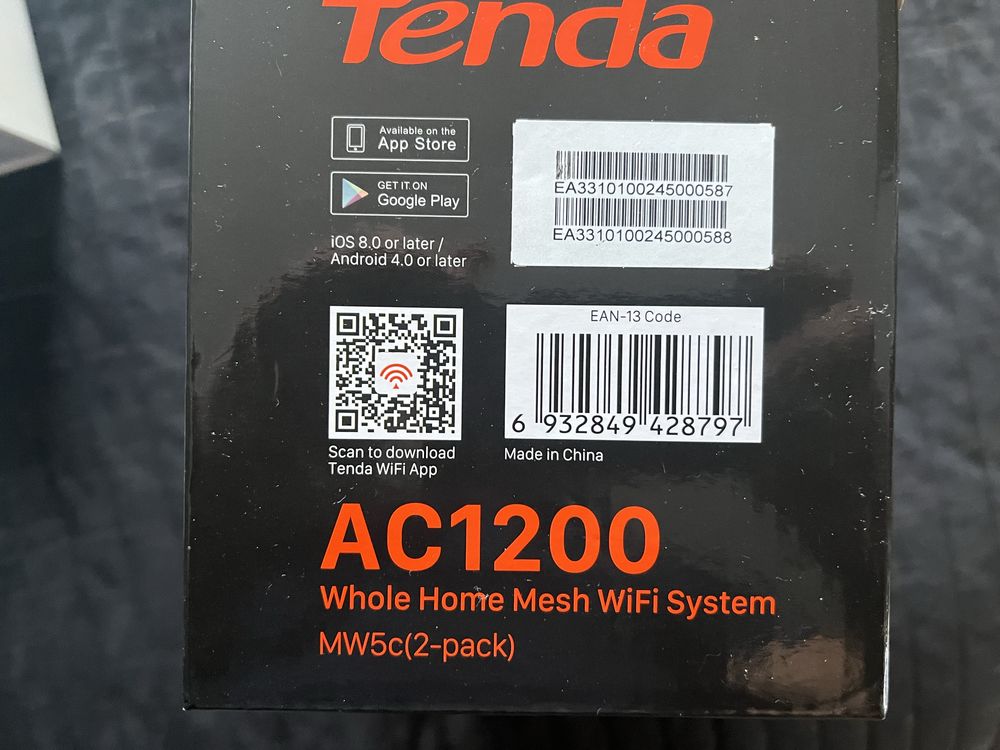 Tenda
Available on the
App Store
GET IT ON
Google Play
iOS 8.0 or later /
Android 4.0 or later
EA3310100245000587
EA3310100245000588
EAN-13 Code
6 932849 428797
Scan to download
Tenda WiFi App
Made in China
AC1200
Whole Home Mesh WiFi System
MW5c(2-pack)